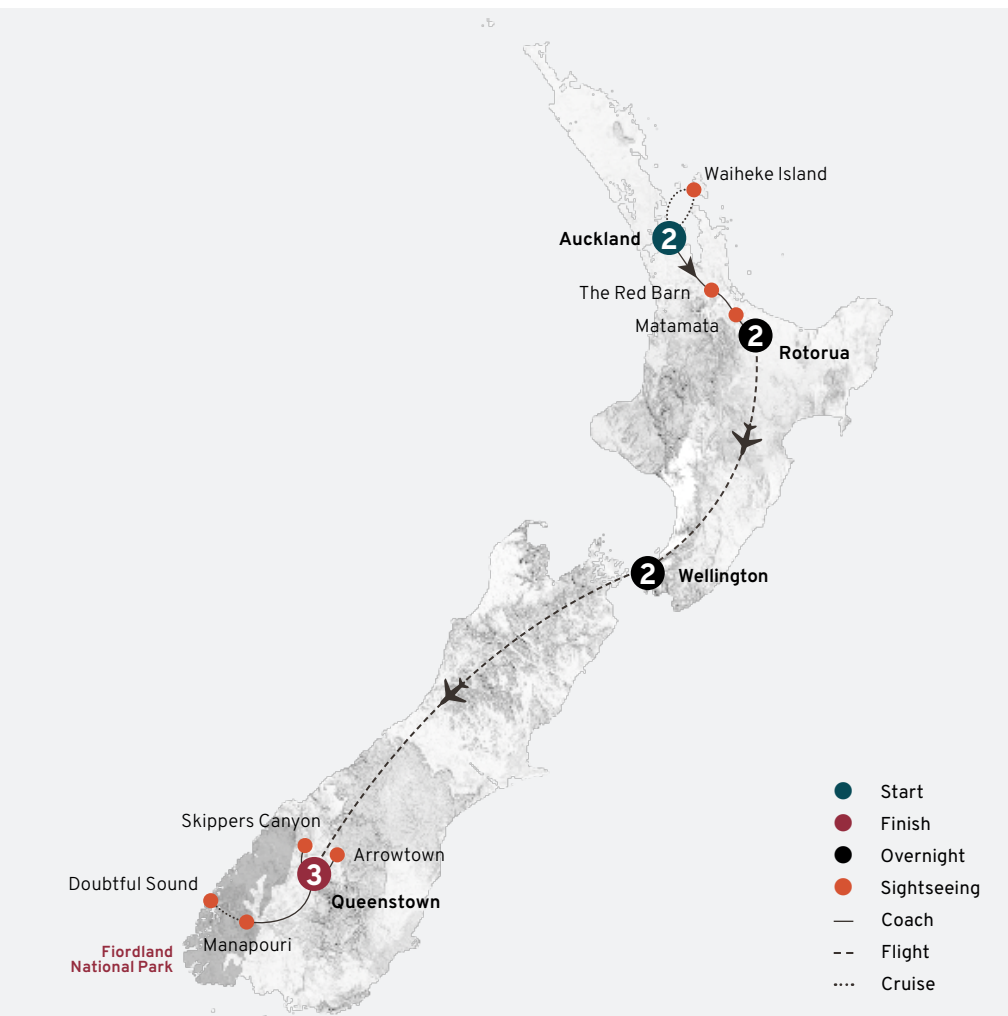 Waiheke Island
Auckland
2
The Red Barn
Matamata
2
Rotorua
2
Wellington
Skippers Canyon
Arrowtown
3
Doubtful Sound
Queenstown
Manapouri
Fiordland
National Park
Start
Finish
Overnight
Sightseeing
Coach
Flight
Cruise